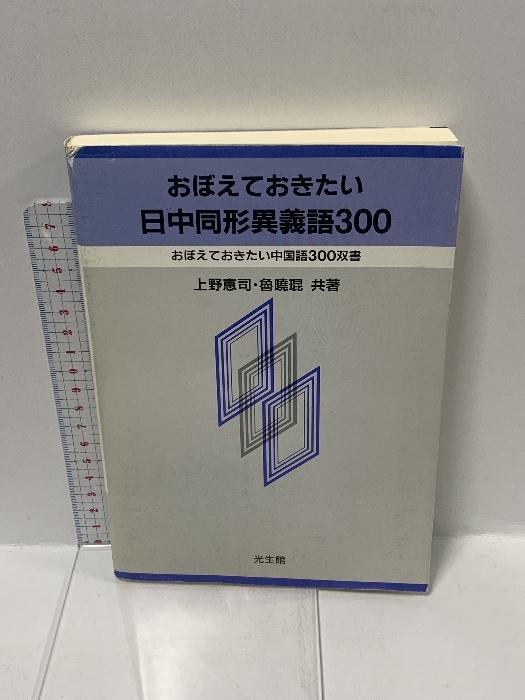 おぼえておきたい
日中同形異義語300
おぼえておきたい中国語300双書
上野恵司・魯曉琨 共著
光生館